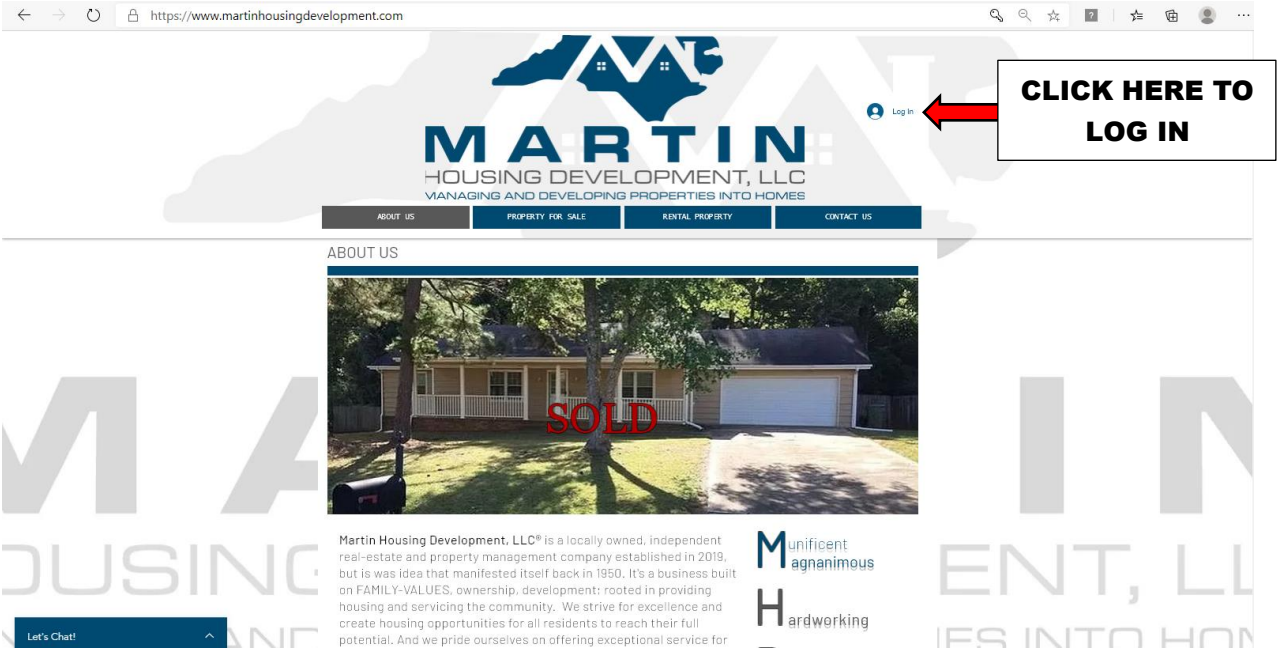 https://www.martinhousingdevelopment.com
CLICK HERE TO
LOG IN
Log In
MARTIN
HOUSING DEVELOPMENT, LLC
MANAGING AND DEVELOPING PROPERTIES INTO HOMES
ABOUT US
PROPERTY FOR SALE
RENTAL PROPERTY
CONTACT US
ABOUT US
SOLD
Martin Housing Development, LLC® is a locally owned, independent
real-estate and property management company established in 2019,
but is was idea that manifested itself back in 1950. It's a business built
on FAMILY-VALUES, ownership, development; rooted in providing
housing and servicing the community. We strive for excellence and
create housing opportunities for all residents to reach their full
potential. And we pride ourselves on offering exceptional service for
Munificent
agnanimous
Hardworking
Let's Chat!